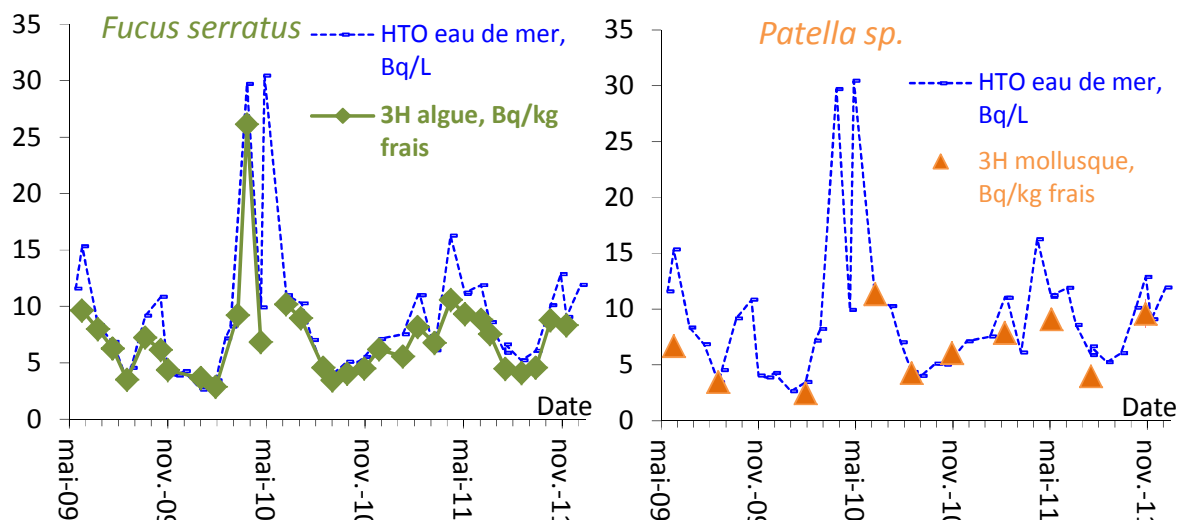 Fucus serratus
HTO eau de mer,
Bq/L
3H algue, Bq/kg
frais
35
30
25
20
15
10
5
0
Date
mai-09
nov.-09
mai-10
nov.-10
mai-11
nov.-11
Patella sp.
HTO eau de mer,
Bq/L
3H mollusque,
Bq/kg frais
35
30
25
20
15
10
5
0
Date
mai-09
nov.-09
mai-10
nov.-10
mai-11
nov.-11